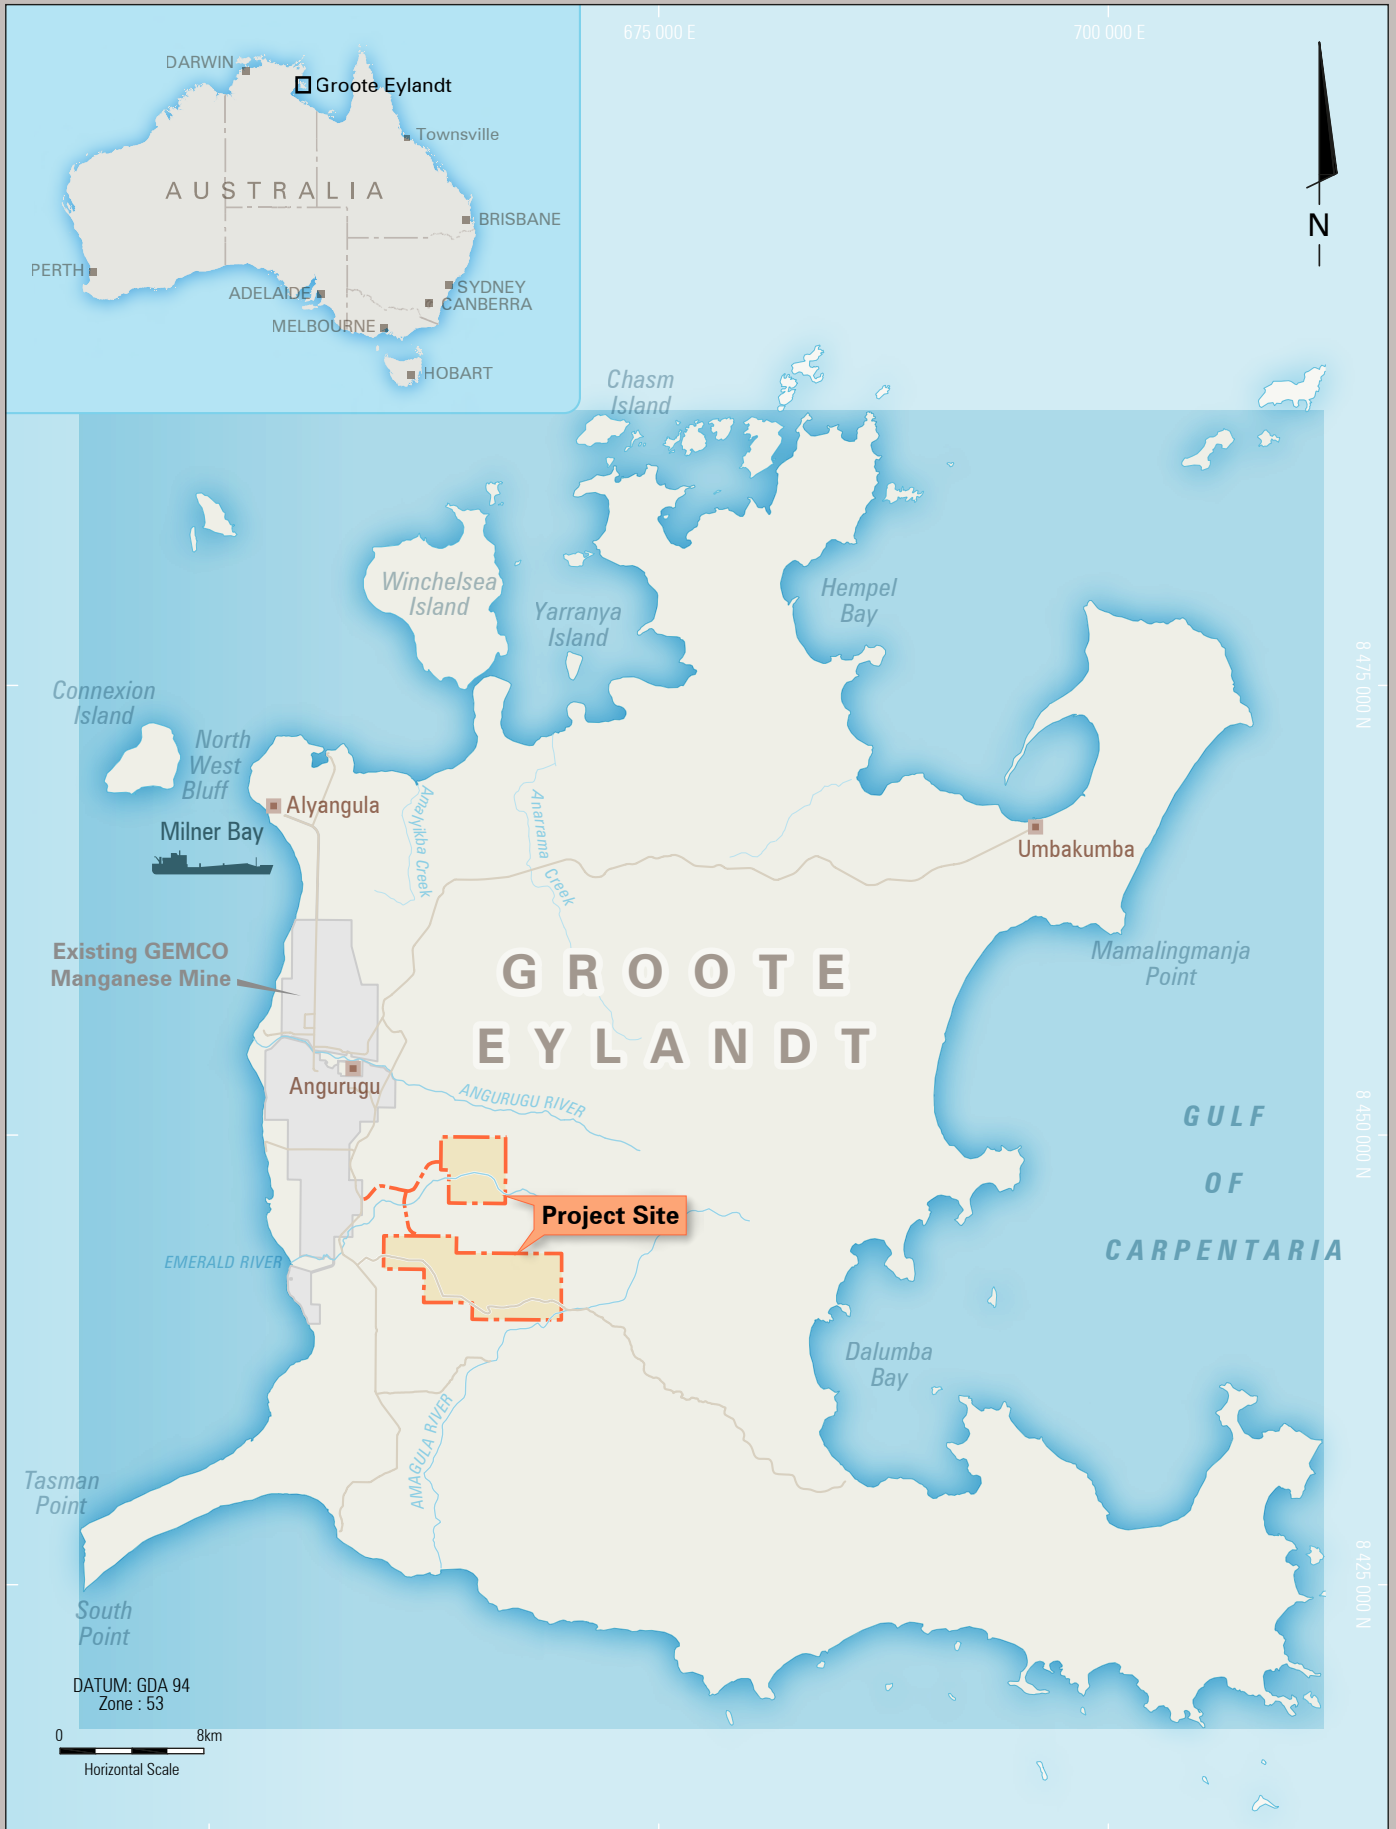 675 000 E
700 000 E
DARWIN
Groote Eylandt
Townsville
AUSTRALIA
BRISBANE
PERTH
ADELAIDE
SYDNEY
CANBERRA
MELBOURNE
HOBART
N
Chasm
Island
Winchelsea
Island
Yarranya
Island
Hempel
Bay
8 475 000 N
Connexion
Island
North
West
Bluff
Alyangula
Milner Bay
Amalyikba Creek
Anarrama Creek
Umbakumba
Existing GEMCO
Manganese Mine
GROOTE
EYLANDT
Mamalingmanja
Point
Angurugu
ANGURUGU RIVER
GULF
OF
CARPENTARIA
8 450 000 N
Project Site
EMERALD RIVER
Dalumba
Bay
AMAGULA RIVER
Tasman
Point
South
Point
8 425 000 N
DATUM: GDA 94
Zone : 53
0 8km
Horizontal Scale